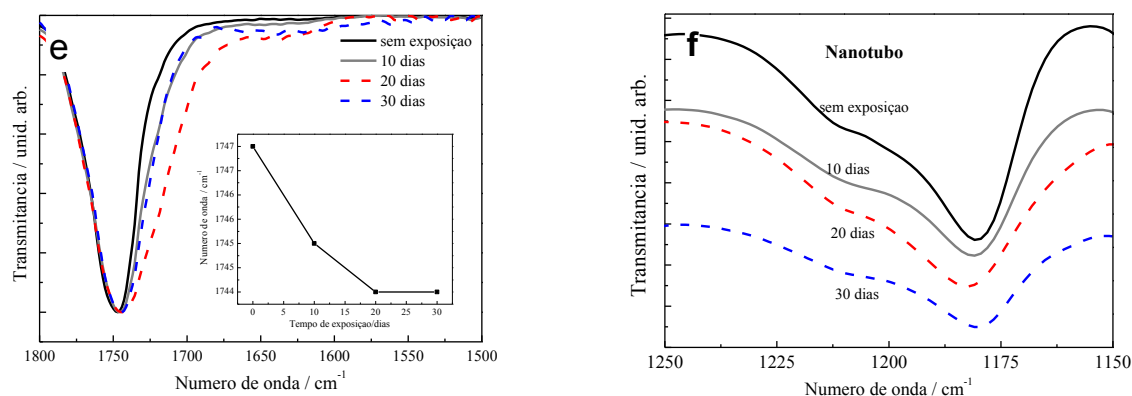 e
sem exposiçao
10 dias
20 dias
30 dias
Transmitancia / unid. arb.
1800 1750 1700 1650 1600 1550 1500
Numero de onda / cm-1
Numero de onda / cm-1
1747
1747
1746
1746
1745
1745
1744
0 5 10 15 20 25 30
Tempo de exposiçao/dias
f
Nanotubo
sem exposiçao
10 dias
20 dias
30 dias
Transmitancia / unid. arb.
1250 1225 1200 1175 1150
Numero de onda / cm-1